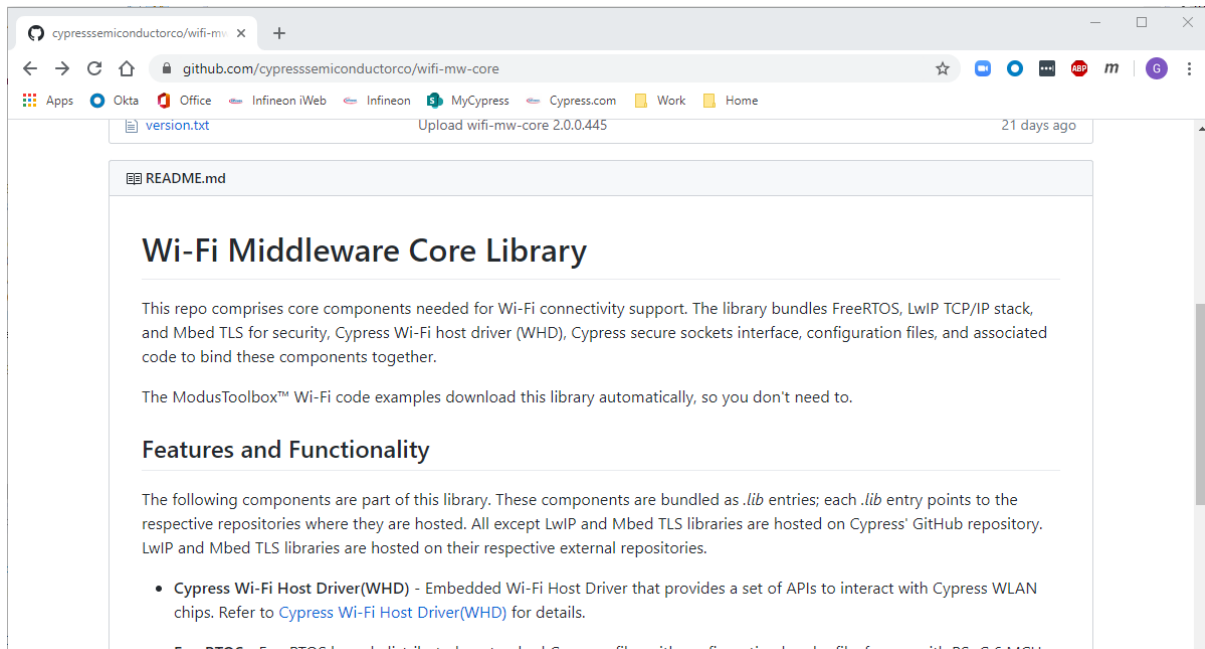 cypresssemiconductorco/wifi-mw
github.com/cypresssemiconductorco/wifi-mw-core
ABP m G
Apps Okta Office Infineon iWeb Infineon MyCypress Cypress.com Work Home
version.txt Upload wifi-mw-core 2.0.0.445 21 days ago
README.md
Wi-Fi Middleware Core Library
This repo comprises core components needed for Wi-Fi connectivity support. The library bundles FreeRTOS, LwIP TCP/IP stack,
and Mbed TLS for security, Cypress Wi-Fi host driver (WHD), Cypress secure sockets interface, configuration files, and associated
code to bind these components together.
The ModusToolbox™ Wi-Fi code examples download this library automatically, so you don't need to.
Features and Functionality
The following components are part of this library. These components are bundled as .lib entries; each .lib entry points to the
respective repositories where they are hosted. All except LwIP and Mbed TLS libraries are hosted on Cypress' GitHub repository.
LwIP and Mbed TLS libraries are hosted on their respective external repositories.
• Cypress Wi-Fi Host Driver(WHD) - Embedded Wi-Fi Host Driver that provides a set of APIs to interact with Cypress WLAN
chips. Refer to Cypress Wi-Fi Host Driver(WHD) for details.